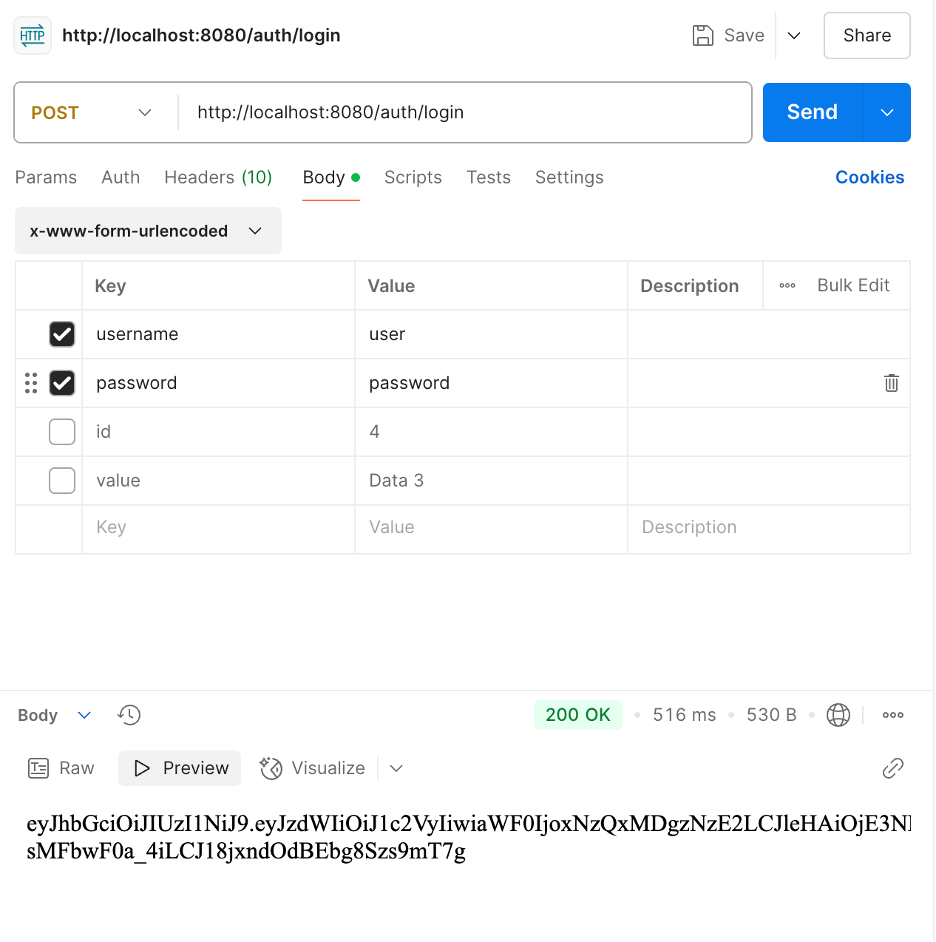 HTTP http://localhost:8080/auth/login Save Share
POST http://localhost:8080/auth/login Send
Params Auth Headers (10) Body Scripts Tests Settings Cookies
x-www-form-urlencoded
Key Value Description Bulk Edit
username user
password password
id 4
value Data 3
Key Value Description
Body 200 OK 516 ms 530 B
Raw Preview Visualize
eyJhbGciOiJIUzI1NiJ9.eyJzdWIiOiJ1c2VyIiwiaWF0IjoxNzQxMDgzNzE2LCJleHAiOjE3N
sMFbwF0a_4iLCJ18jxndOdBEbg8Szs9mT7g